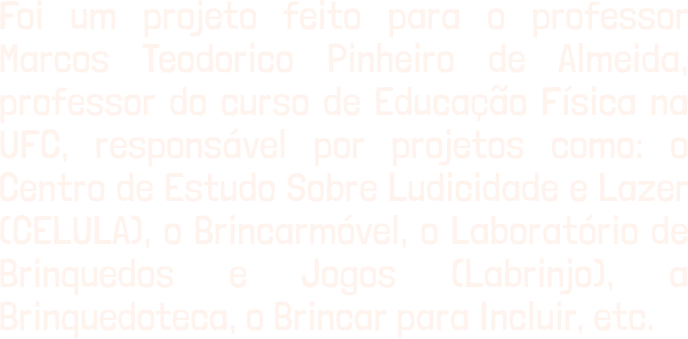 Foi um projeto feito para o professor
Marcos Teodorico Pinheiro de Almeida,
professor do curso de Educação Física na
UFC, responsável por projetos como: o
Centro de Estudo Sobre Ludicidade e Lazer
(CELULA), o Brincarmóvel, o Laboratório de
Brinquedos e Jogos (Labrinjo), a
Brinquedoteca, o Brincar para Incluir, etc.